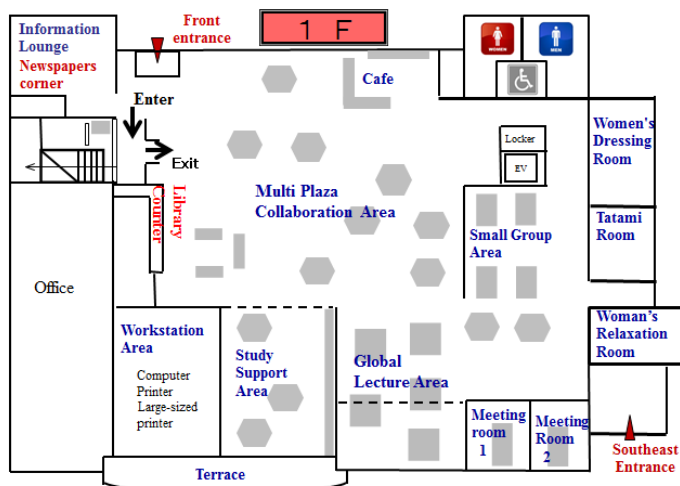 1 F
Information
Lounge
Newspapers
corner
Front
entrance
WOMEN
MEN
Cafe
Enter
Exit
Locker
EV
Women's
Dressing
Room
Multi Plaza
Collaboration Area
Library
Counter
Small Group
Area
Tatami
Room
Office
Workstation
Area
Computer
Printer
Large-sized
printer
Study
Support
Area
Global
Lecture Area
Woman's
Relaxation
Room
Meeting
room
1
Meeting
Room
2
Southeast
Entrance
Terrace